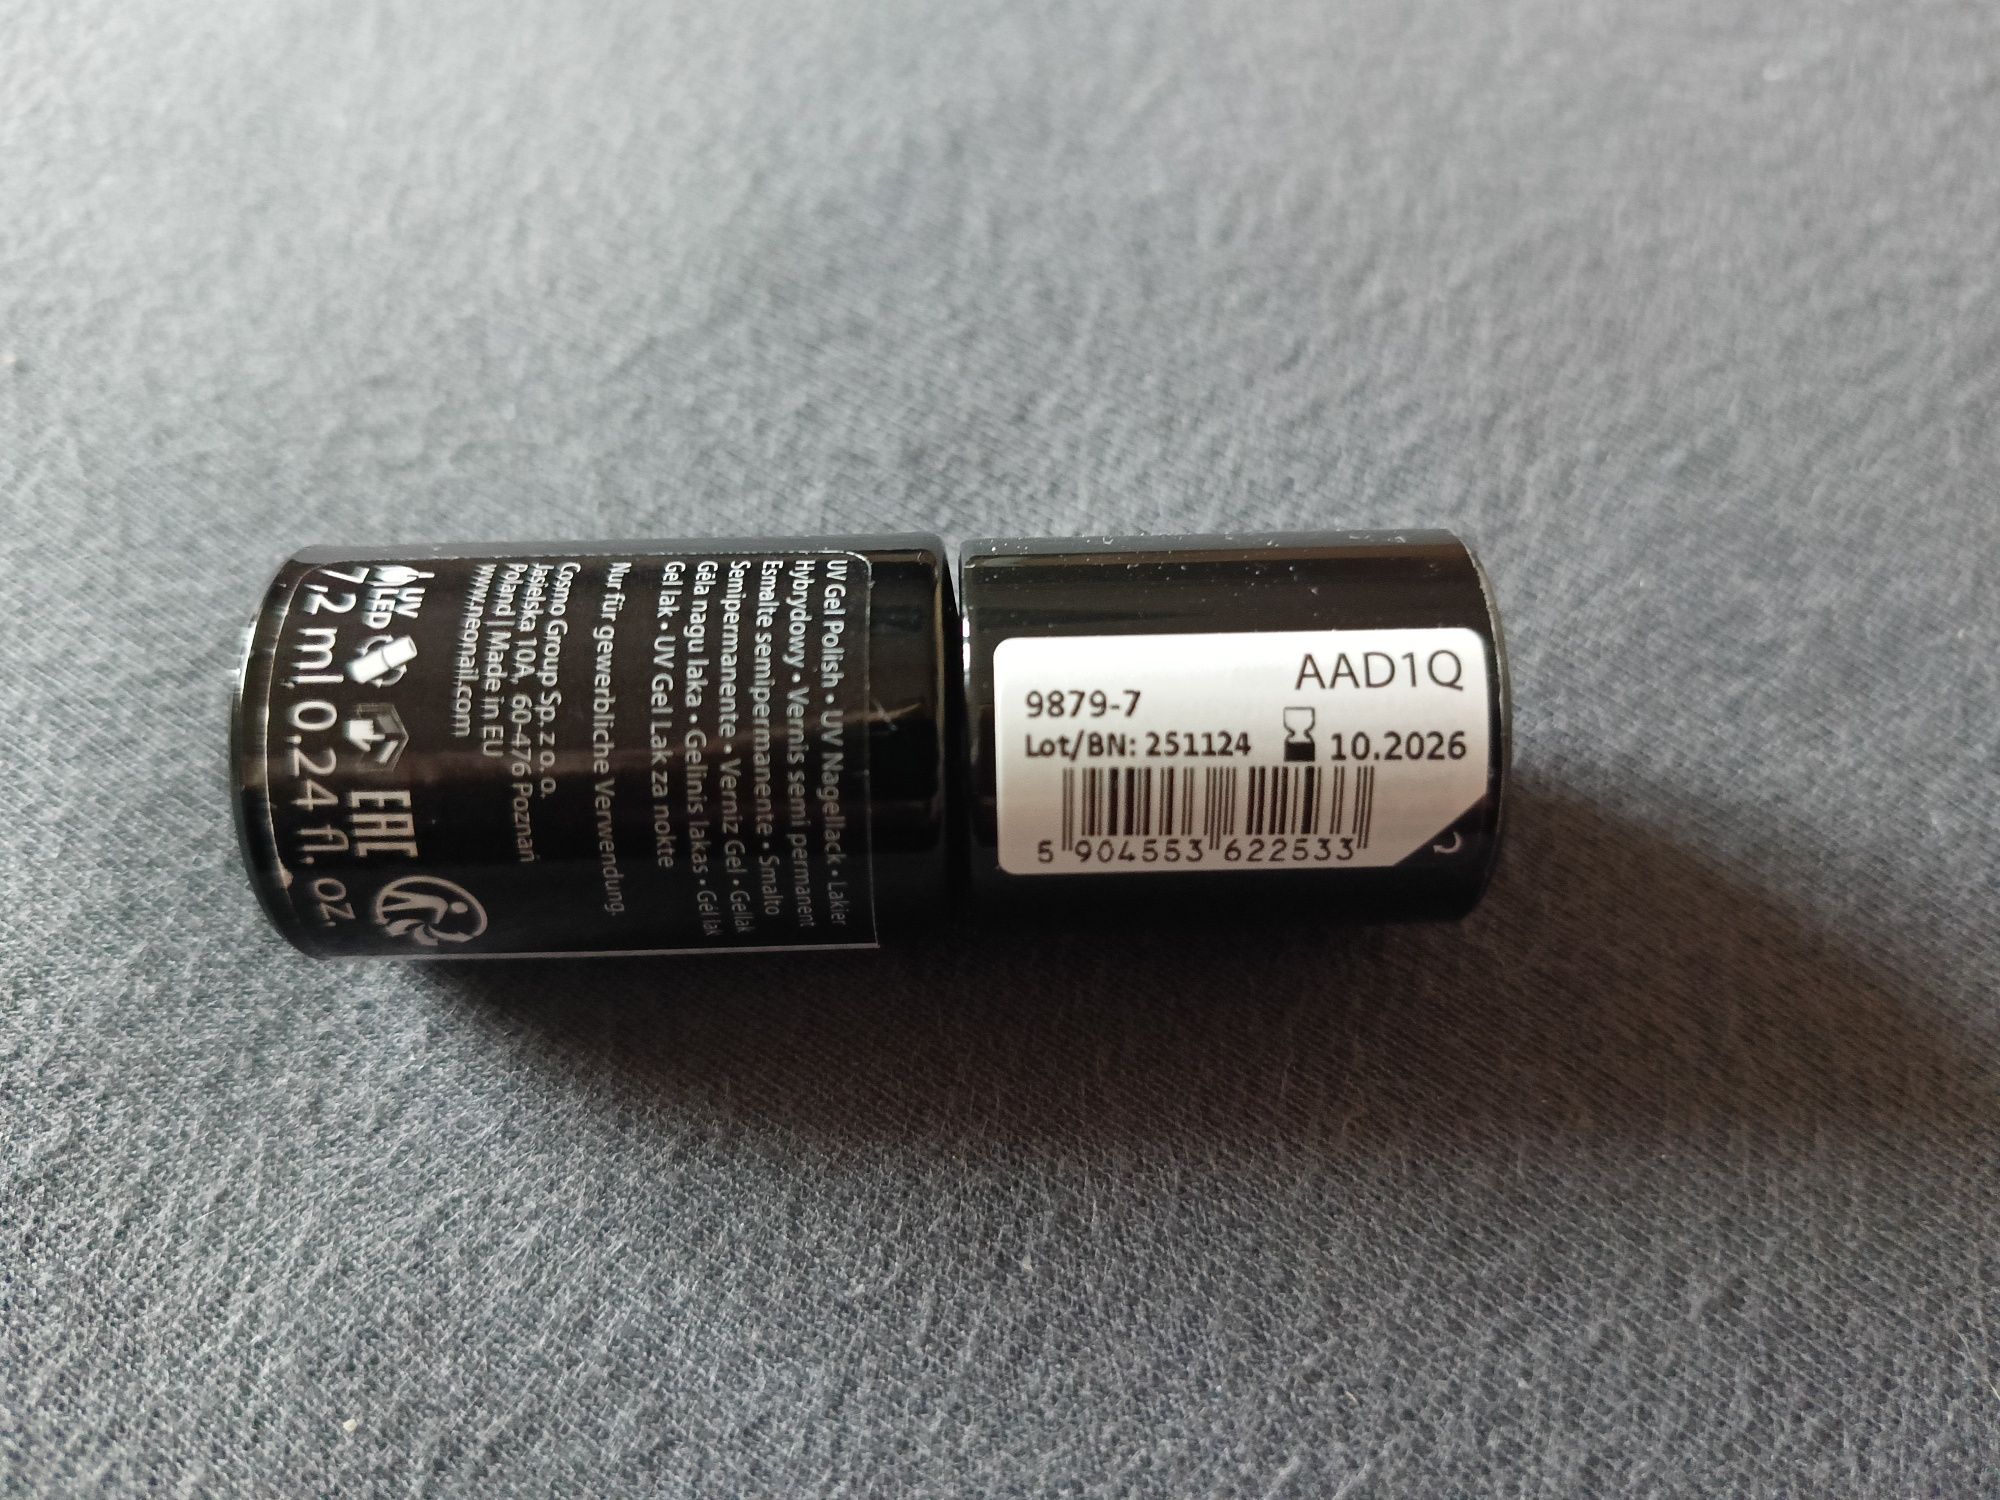 UV Gel Polish • UV Nagellack • Lakier
Hybrydowy • Vernis semi permanent
Esmalte semipermanente • Smalto
Semipermanente • Verniz Gel • Gellak
Gēla nagu laka • Gelinis lakas • Gél lak
Gel lak • UV Gel Lak za nokte
Nur für gewerbliche Verwendung.
Cosmo Group Sp. z o. o.
Jasielska 10A, 60-476 Poznań
Poland | Made in EU
www.neonail.com
UV
LED
EAC
7,2 ml, 0.24 fl. oz.
AAD1Q
9879-7
Lot/BN: 251124
10.2026
5 904553 622533